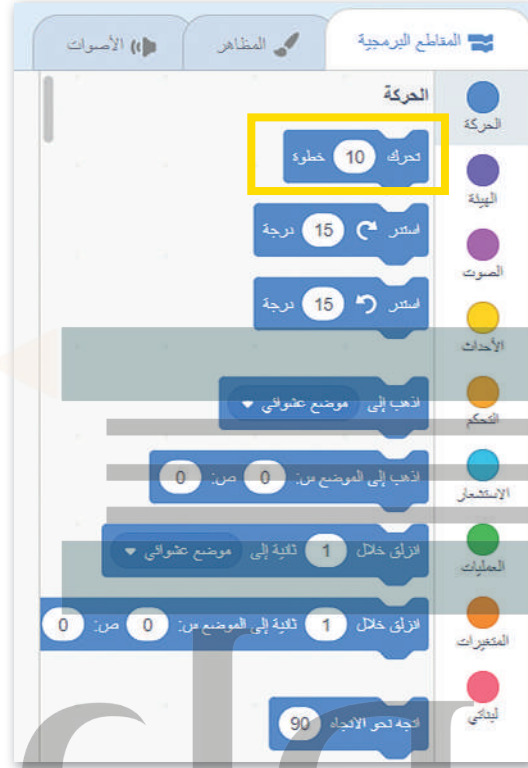 المقاطع البرمجية المظاهر الأصوات
الحركة
الحركة
تحرك 10 خطوة
الهيئة
استدر 15 درجة
الصوت
استدر 15 درجة
الأحداث
اذهب إلى موضع عشوائي
التحكم
اذهب إلى الموضع س: 0 ص: 0
الاستشعار
انزلق خلال 1 ثانية إلى موضع عشوائي
العمليات
انزلق خلال 1 ثانية إلى الموضع س: 0 ص: 0
المتغيرات
لبناتي
اتجه نحو الاتجاه 90